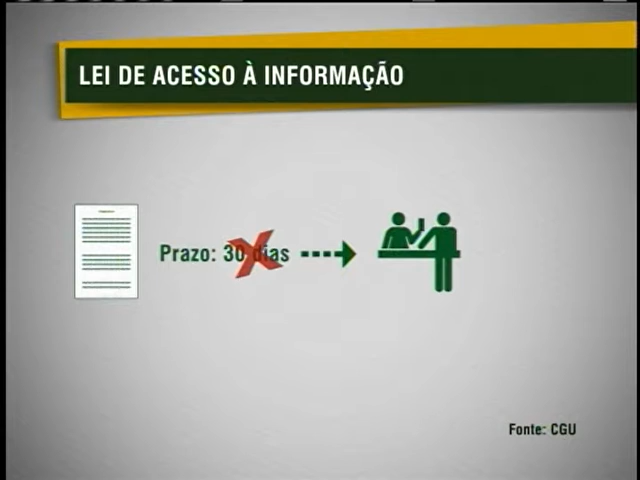 LEI DE ACESSO À INFORMAÇÃO
Prazo: 30 dias
Fonte: CGU